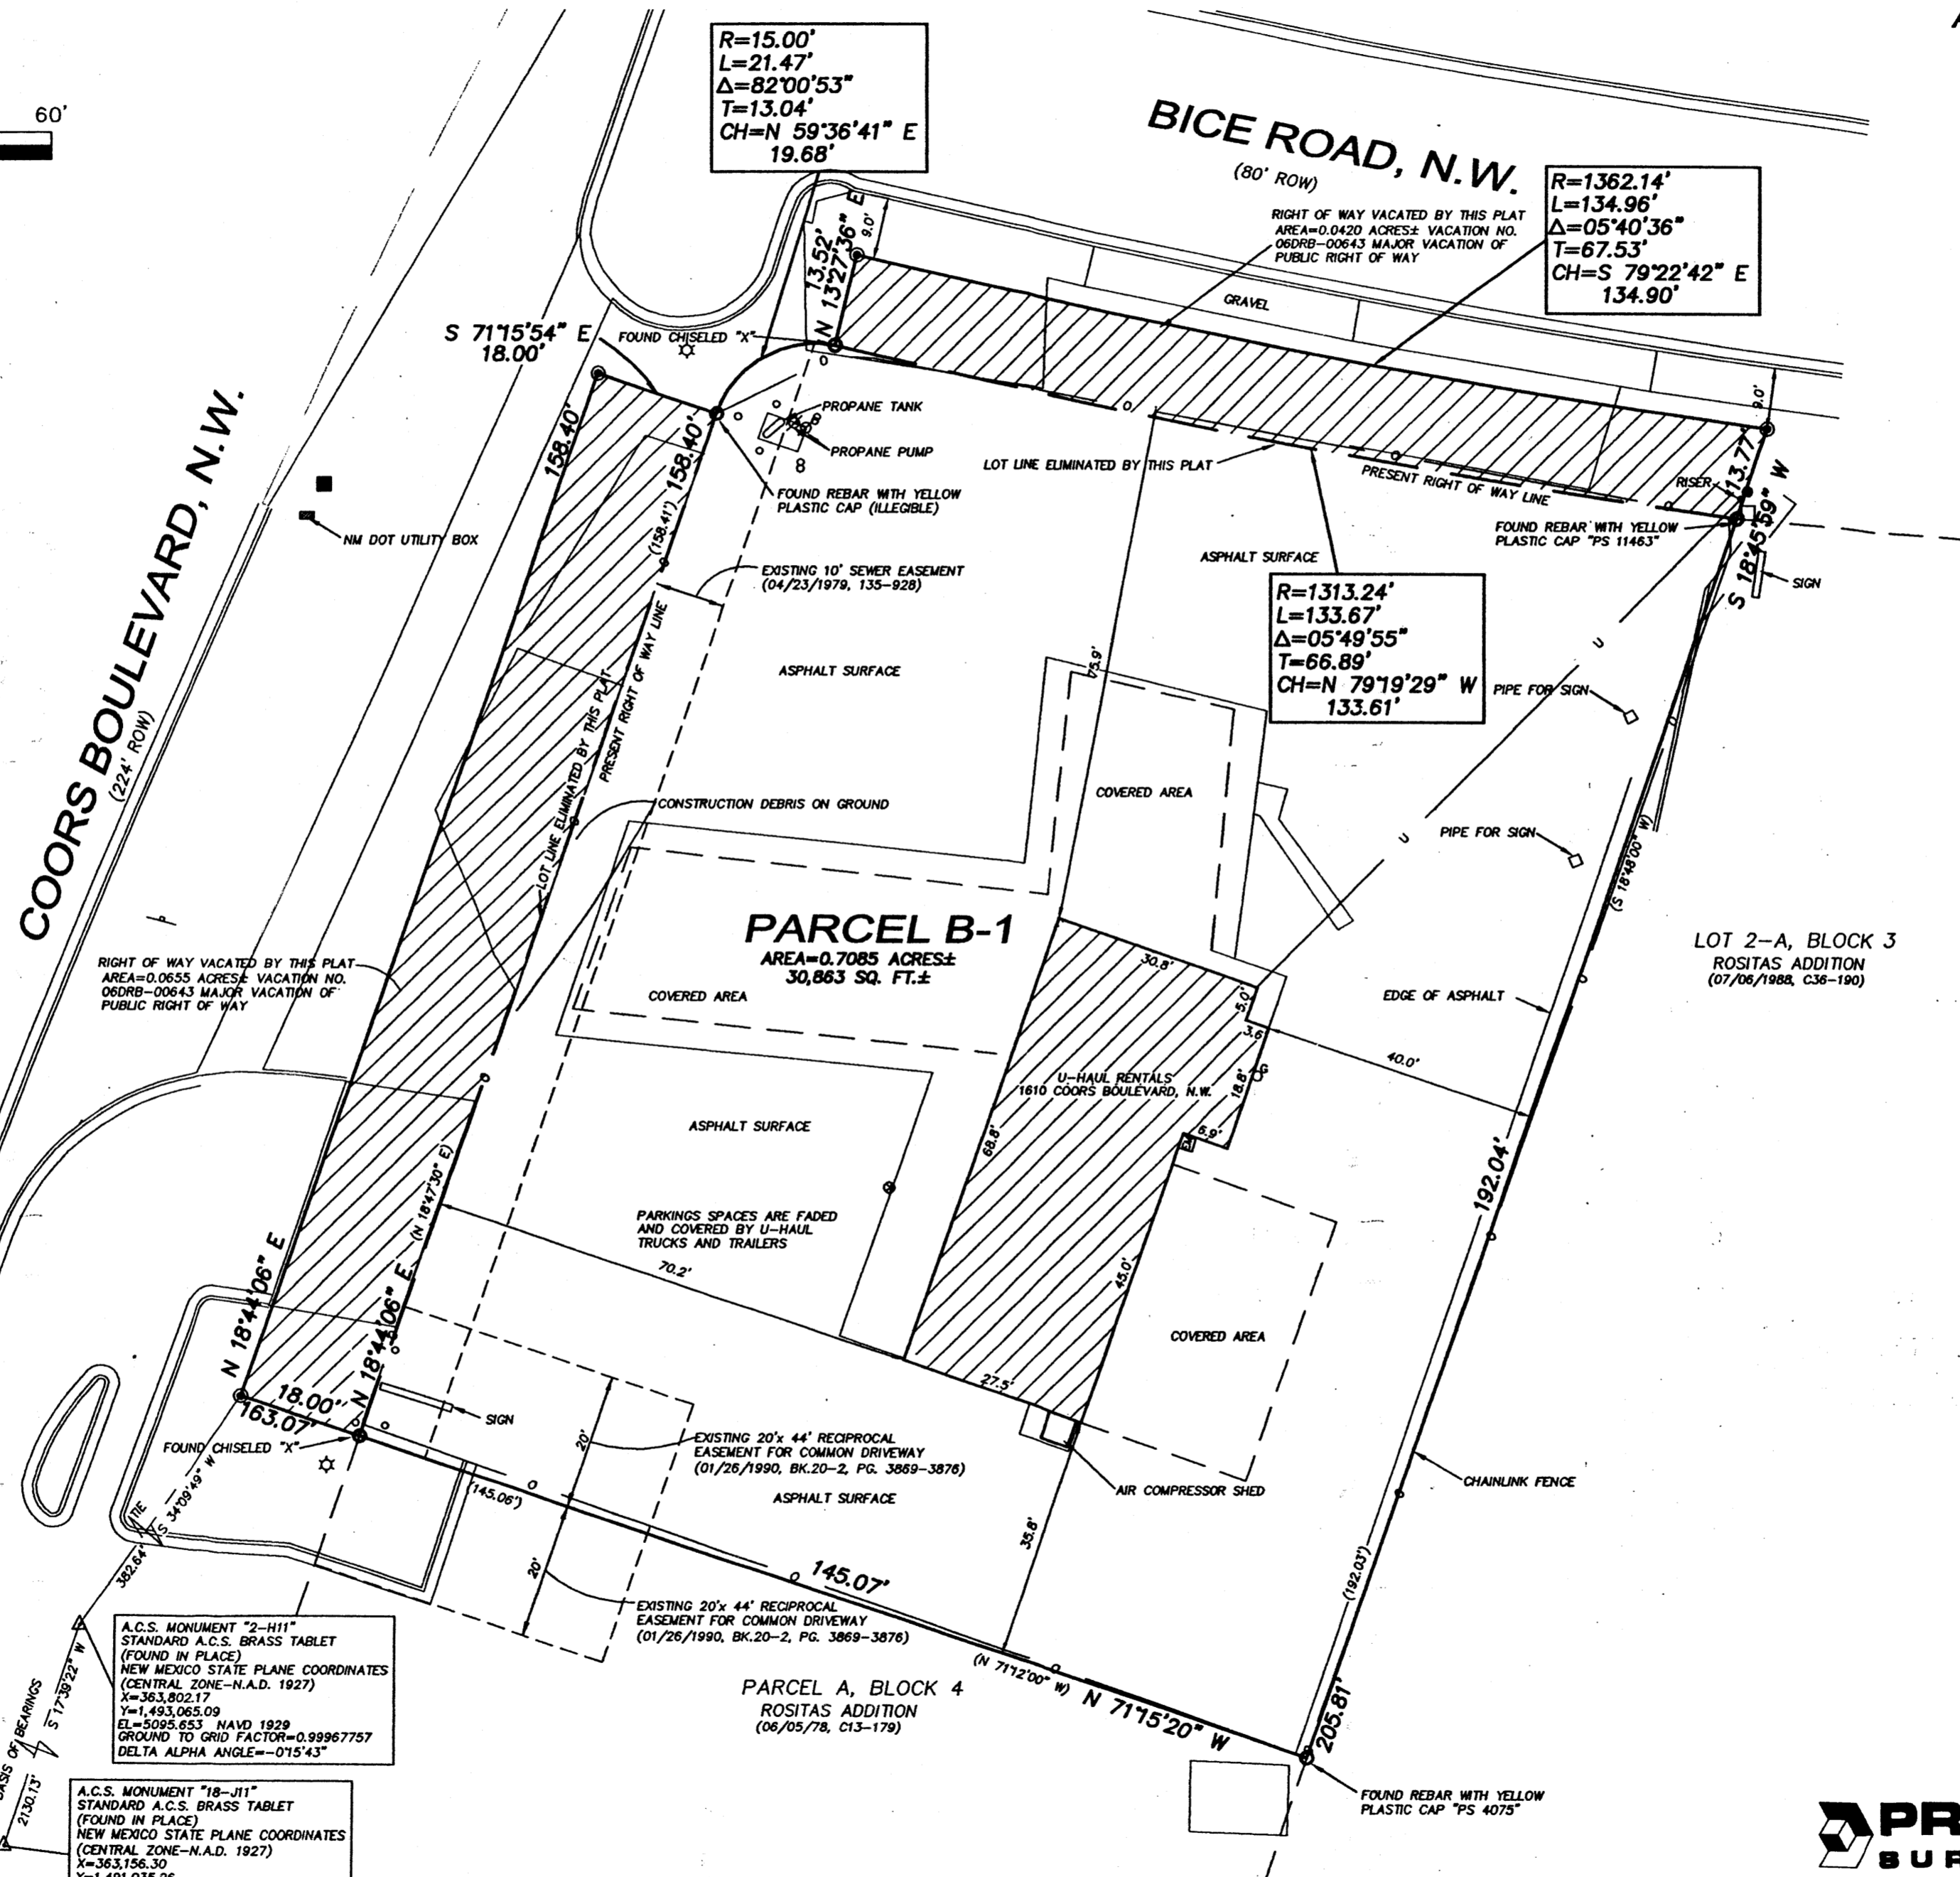 60'
R=15.00'
L=21.47'
Δ=82°00'53"
T=13.04'
CH=N 59°36'41" E
19.68'
BICE ROAD, N.W.
(80' ROW)
R=1362.14'
L=134.96'
Δ=05°40'36"
T=67.53'
CH=S 79°22'42" E
134.90'
RIGHT OF WAY VACATED BY THIS PLAT
AREA=0.0420 ACRES± VACATION NO.
06DRB-00643 MAJOR VACATION OF
PUBLIC RIGHT OF WAY
13.52'
N 13°27'36" E
9.0'
GRAVEL
S 71°15'54" E
18.00'
FOUND CHISELED "X"
COORS BOULEVARD, N.W.
(224' ROW)
158.40'
158.40'
(158.41')
PROPANE TANK
PROPANE PUMP
8
FOUND REBAR WITH YELLOW
PLASTIC CAP (ILLEGIBLE)
NM DOT UTILITY BOX
LOT LINE ELIMINATED BY THIS PLAT
PRESENT RIGHT OF WAY LINE
9.0'
13.77'
S 18°45'59" W
RISER
FOUND REBAR WITH YELLOW
PLASTIC CAP "PS 11463"
SIGN
EXISTING 10' SEWER EASEMENT
(04/23/1979, 135-928)
ASPHALT SURFACE
R=1313.24'
L=133.67'
Δ=05°49'55"
T=66.89'
CH=N 79°19'29" W
133.61'
ASPHALT SURFACE
75.9'
U
PIPE FOR SIGN
LOT LINE ELIMINATED BY THIS PLAT
PRESENT RIGHT OF WAY LINE
CONSTRUCTION DEBRIS ON GROUND
COVERED AREA
U
PIPE FOR SIGN
(S 18°48'00" W)
PARCEL B-1
AREA=0.7085 ACRES±
30,863 SQ. FT.±
COVERED AREA
LOT 2-A, BLOCK 3
ROSITAS ADDITION
(07/06/1988, C36-190)
RIGHT OF WAY VACATED BY THIS PLAT
AREA=0.0655 ACRES± VACATION NO.
06DRB-00643 MAJOR VACATION OF
PUBLIC RIGHT OF WAY
30.8'
5.0'
3.6'
EDGE OF ASPHALT
40.0'
U-HAUL RENTALS
1610 COORS BOULEVARD, N.W.
18.8'
G
6.9'
68.8'
45.0'
192.04'
ASPHALT SURFACE
(N 18°47'30" E)
PARKINGS SPACES ARE FADED
AND COVERED BY U-HAUL
TRUCKS AND TRAILERS
70.2'
N 18°44'06" E
N 18°44'06" E
18.00'
163.07'
FOUND CHISELED "X"
SIGN
27.5'
COVERED AREA
20'
EXISTING 20'x 44' RECIPROCAL
EASEMENT FOR COMMON DRIVEWAY
(01/26/1990, BK.20-2, PG. 3869-3876)
AIR COMPRESSOR SHED
CHAINLINK FENCE
(145.06')
ASPHALT SURFACE
35.8'
TIE
S 34°09'49" W
382.64'
20'
145.07'
(192.03')
EXISTING 20'x 44' RECIPROCAL
EASEMENT FOR COMMON DRIVEWAY
(01/26/1990, BK.20-2, PG. 3869-3876)
(N 71°12'00" W)
N 71°15'20" W
205.81'
A.C.S. MONUMENT "2-H11"
STANDARD A.C.S. BRASS TABLET
(FOUND IN PLACE)
NEW MEXICO STATE PLANE COORDINATES
(CENTRAL ZONE-N.A.D. 1927)
X=363,802.17
Y=1,493,065.09
EL=5095.653 NAVD 1929
GROUND TO GRID FACTOR=0.99967757
DELTA ALPHA ANGLE=-0°15'43"
PARCEL A, BLOCK 4
ROSITAS ADDITION
(06/05/78, C13-179)
OF BEARINGS
S 17°39'22" W
2130.13'
FOUND REBAR WITH YELLOW
PLASTIC CAP "PS 4075"
A.C.S. MONUMENT "18-J11"
STANDARD A.C.S. BRASS TABLET
(FOUND IN PLACE)
NEW MEXICO STATE PLANE COORDINATES
(CENTRAL ZONE-N.A.D. 1927)
X=363,156.30
PR
SUR